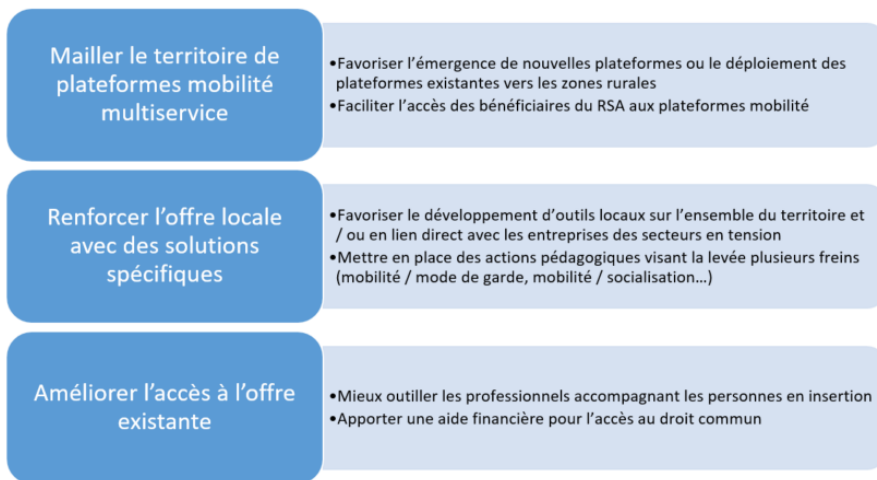 Mailler le territoire de
plateformes mobilité
multiservice
•Favoriser l’émergence de nouvelles plateformes ou le déploiement des
plateformes existantes vers les zones rurales
•Faciliter l’accès des bénéficiaires du RSA aux plateformes mobilité
Renforcer l’offre locale
avec des solutions
spécifiques
•Favoriser le développement d’outils locaux sur l’ensemble du territoire et
/ ou en lien direct avec les entreprises des secteurs en tension
•Mettre en place des actions pédagogiques visant la levée plusieurs freins
(mobilité / mode de garde, mobilité / socialisation…)
Améliorer l’accès à l’offre
existante
•Mieux outiller les professionnels accompagnant les personnes en insertion
•Apporter une aide financière pour l’accès au droit commun